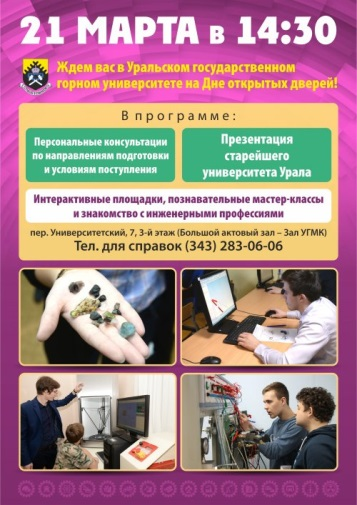 21 МАРТА в 14:30
Ждем вас в Уральском государственном
горном университете на Дне открытых дверей!
В программе:
Персональные консультации
по направлениям подготовки
и условиям поступления
Презентация
старейшего
университета Урала
Интерактивные площадки, познавательные мастер-классы
и знакомство с инженерными профессиями
пер. Университетский, 7, 3-й этаж (Большой актовый зал – Зал УГМК)
Тел. для справок (343) 283-06-06